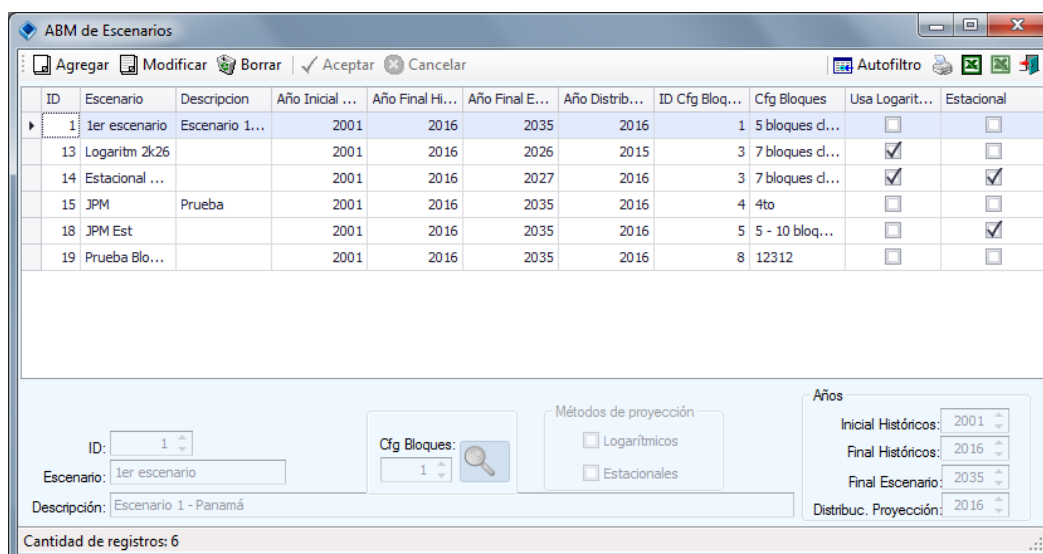 ABM de Escenarios
Agregar Modificar Borrar Aceptar Cancelar Autofiltro
ID Escenario Descripcion Año Inicial ... Año Final Hi... Año Final E... Año Distrib... ID Cfg Bloq... Cfg Bloques Usa Logarit... Estacional
1 1er escenario Escenario 1... 2001 2016 2035 2016 1 5 bloques cl...
13 Logaritm 2k26 2001 2016 2026 2015 3 7 bloques cl...
14 Estacional ... 2001 2016 2027 2016 3 7 bloques cl...
15 JPM Prueba 2001 2016 2035 2016 4 4to
18 JPM Est 2001 2016 2035 2016 5 5 - 10 bloq...
19 Prueba Blo... 2001 2016 2035 2016 8 12312
ID: 1
Escenario: 1er escenario
Descripción: Escenario 1 - Panamá
Cfg Bloques:
1
Métodos de proyección
Logarítmicos
Estacionales
Años
Inicial Históricos: 2001
Final Históricos: 2016
Final Escenario: 2035
Distribuc. Proyección: 2016
Cantidad de registros: 6